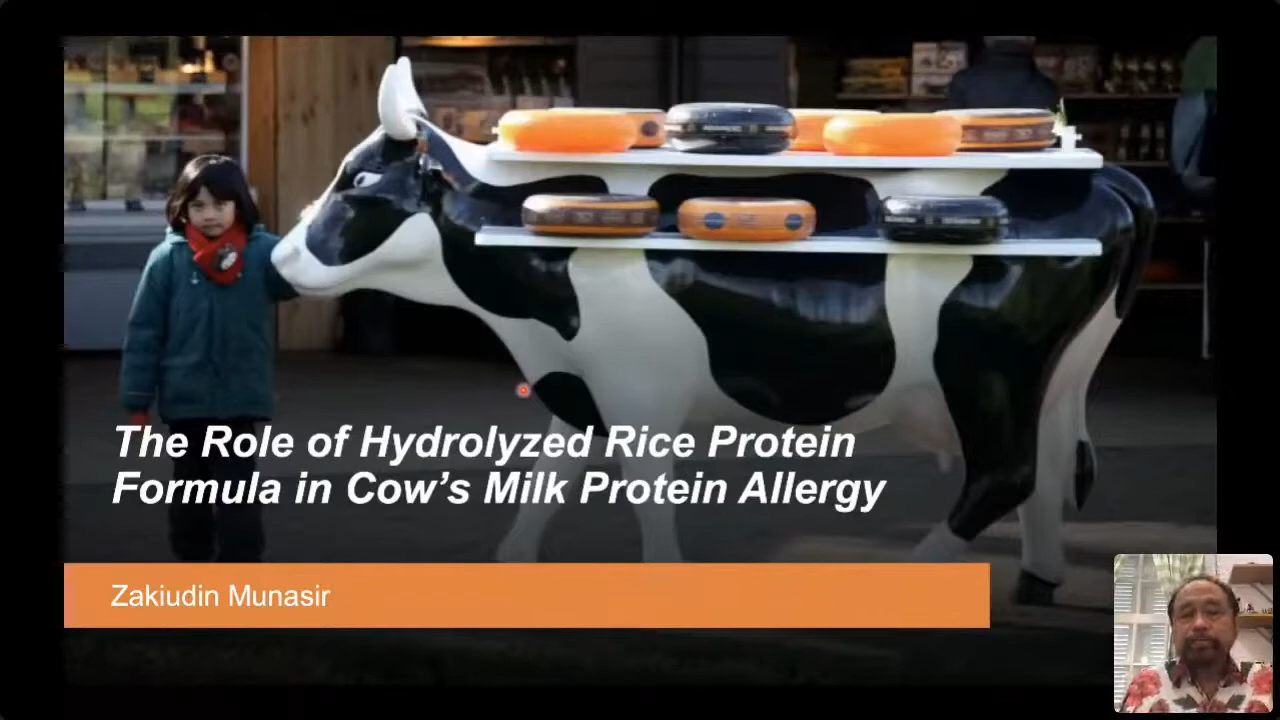 The Role of Hydrolyzed Rice Protein
Formula in Cow's Milk Protein Allergy
Zakiudin Munasir